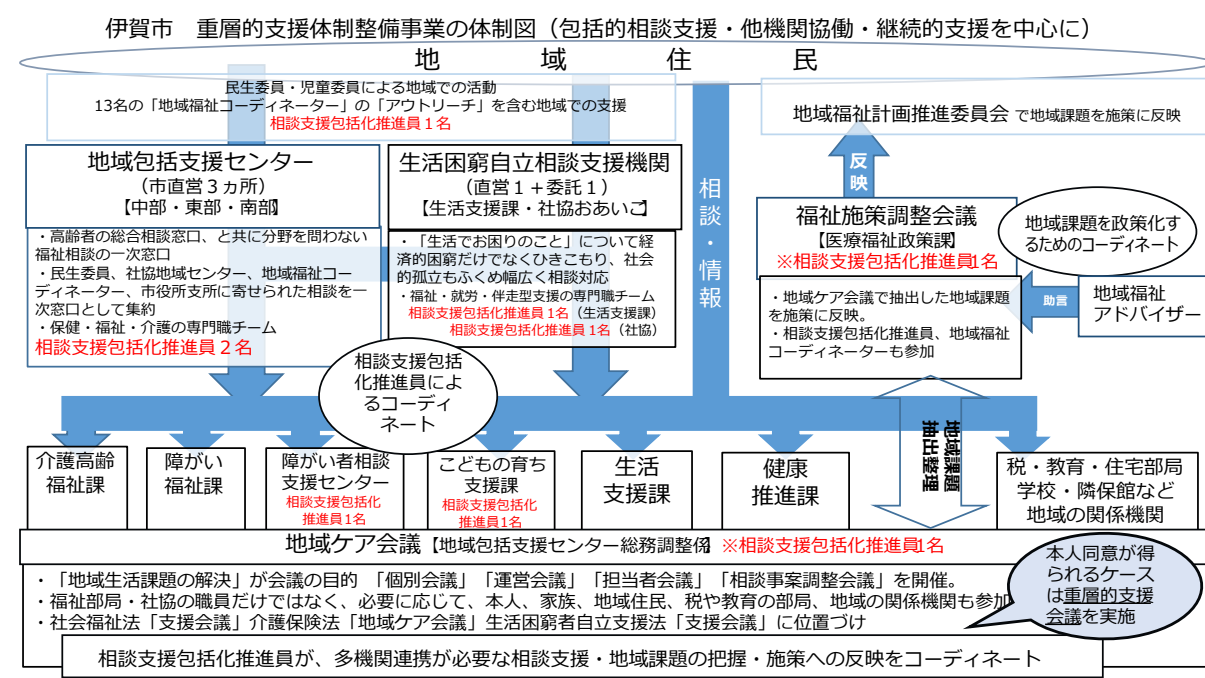 伊賀市　重層的支援体制整備事業の体制図（包括的相談支援・他機関協働・継続的支援を中心に）
地　域　住　民
民生委員・児童委員による地域での活動
13名の「地域福祉コーディネーター」の「アウトリーチ」を含む地域での支援
相談支援包括化推進員１名
地域福祉計画推進委員会 で地域課題を施策に反映
反映
地域包括支援センター
（市直営３ヵ所）
【中部・東部・南部】
・高齢者の総合相談窓口、と共に分野を問わない
福祉相談の一次窓口
・民生委員、社協地域センター、地域福祉コー
ディネーター、市役所支所に寄せられた相談を一
次窓口として集約
・保健・福祉・介護の専門職チーム
相談支援包括化推進員２名
生活困窮自立相談支援機関
（直営１＋委託１）
【生活支援課・社協おあいこ】
・「生活でお困りのこと」について経
済的困窮だけでなくひきこもり、社会
的孤立もふくめ幅広く相談対応
・福祉・就労・伴走型支援の専門職チーム
相談支援包括化推進員１名（生活支援課）
相談支援包括化推進員１名（社協）
相談・情報
福祉施策調整会議
【医療福祉政策課】
※相談支援包括化推進員1名
・地域ケア会議で抽出した地域課題
を施策に反映。
・相談支援包括化推進員、地域福祉
コーディネーターも参加
地域課題を政策化す
るためのコーディネート
助言
地域福祉
アドバイザー
相談支援包括
化推進員によ
るコーディ
ネート
地域課題
抽出整理
介護高齢
福祉課
障がい
福祉課
障がい者相談
支援センター
相談支援包括化
推進員1名
こどもの育ち
支援課
相談支援包括化
推進員1名
生活
支援課
健康
推進課
税・教育・住宅部局
学校・隣保館など
地域の関係機関
地域ケア会議【地域包括支援センター総務調整係】※相談支援包括化推進員1名
・「地域生活課題の解決」が会議の目的　「個別会議」「運営会議」「担当者会議」「相談事案調整会議」を開催。
・福祉部局・社協の職員だけではなく、必要に応じて、本人、家族、地域住民、税や教育の部局、地域の関係機関も参加
・社会福祉法「支援会議」介護保険法「地域ケア会議」生活困窮者自立支援法「支援会議」に位置づけ
本人同意が得
られるケース
は重層的支援
会議を実施
相談支援包括化推進員が、多機関連携が必要な相談支援・地域課題の把握・施策への反映をコーディネート